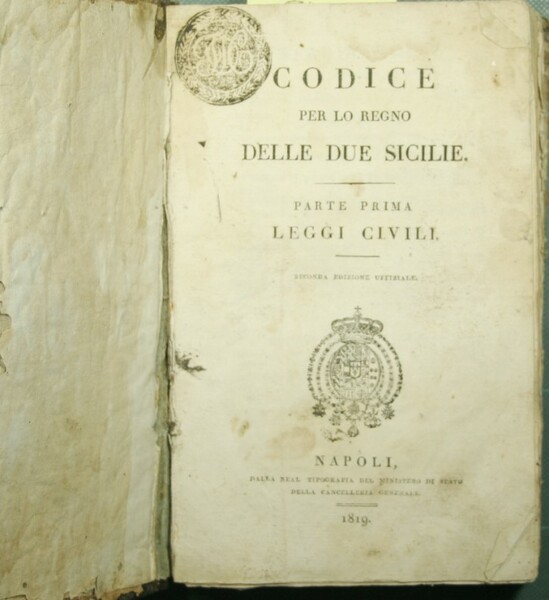 CODICE
PER LO REGNO
DELLE DUE SICILIE.
PARTE PRIMA
LEGGI CIVILI.
SECONDA EDIZIONE UFFIZIALE.
NAPOLI,
DALLA REAL TIPOGRAFIA DEL MINISTERO DI STATO
DELLA CANCELLERIA GENERALE.
1819.